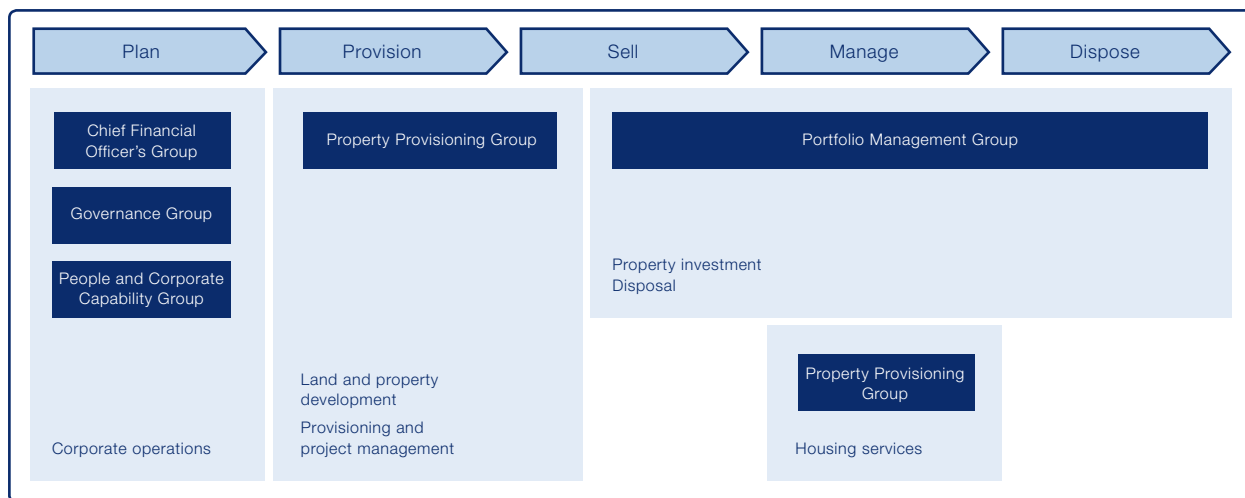 Plan
Provision
Sell
Manage
Dispose
Chief Financial
Officer's Group
Governance Group
People and Corporate
Capability Group
Corporate operations
Property Provisioning Group
Land and property
development
Provisioning and
project management
Portfolio Management Group
Property investment
Disposal
Property Provisioning
Group
Housing services